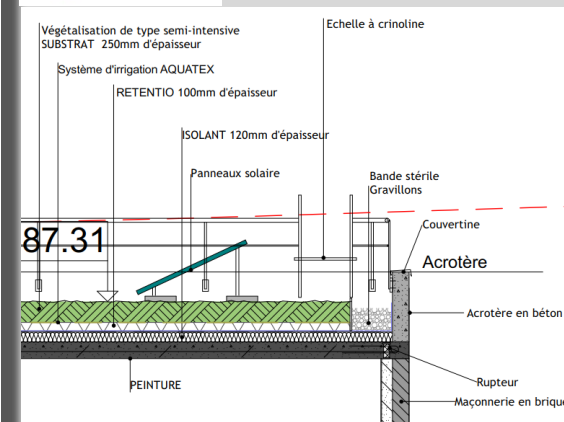 Végétalisation de type semi-intensive
SUBSTRAT 250mm d'épaisseur
Echelle à crinoline
Système d'irrigation AQUATEX
RETENTIO 100mm d'épaisseur
ISOLANT 120mm d'épaisseur
Panneaux solaire
Bande stérile
Gravillons
Couvertine
87.31
Acrotère
Acrotère en béton
Rupteur
PEINTURE
Maçonnerie en brique